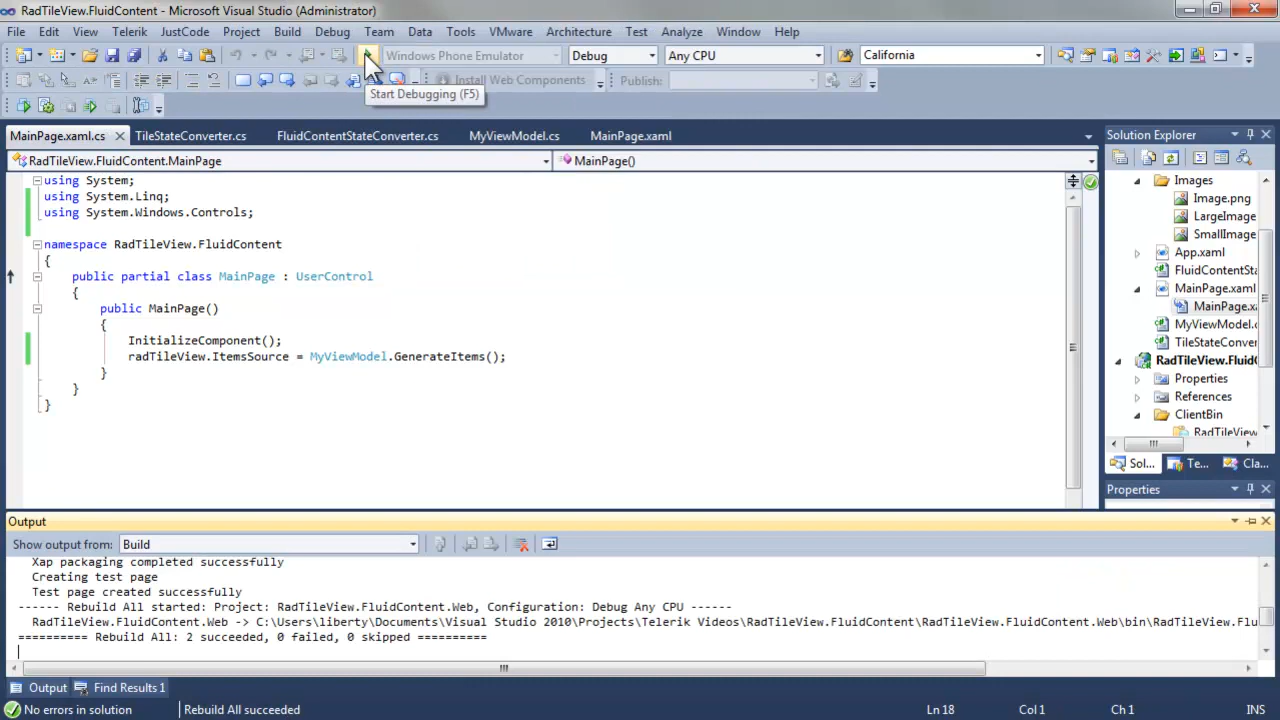 RadTileView.FluidContent - Microsoft Visual Studio (Administrator)
File Edit View Telerik JustCode Project Build Debug Team Data Tools VMware Architecture Test Analyze Window Help
Windows Phone Emulator Debug Any CPU California
Install Web Components Publish:
Start Debugging (F5)
MainPage.xaml.cs TileStateConverter.cs FluidContentStateConverter.cs MyViewModel.cs MainPage.xaml
RadTileView.FluidContent.MainPage MainPage()
using System;
using System.Linq;
using System.Windows.Controls;
namespace RadTileView.FluidContent
{
public partial class MainPage : UserControl
{
public MainPage()
{
InitializeComponent();
radTileView.ItemsSource = MyViewModel.GenerateItems();
}
}
}
Solution Explorer
Images
Image.png
LargeImage
SmallImage
App.xaml
FluidContentSta
MainPage.xaml
MainPage.xa
MyViewModel.c
TileStateConver
RadTileView.Flui
Properties
References
ClientBin
RadTileView
Sol... Te... Cla...
Properties
Output
Show output from: Build
Xap packaging completed successfully
Creating test page
Test page created successfully
------ Rebuild All started: Project: RadTileView.FluidContent.Web, Configuration: Debug Any CPU ------
RadTileView.FluidContent.Web -> C:\Users\liberty\Documents\Visual Studio 2010\Projects\Telerik Videos\RadTileView.FluidContent\RadTileView.FluidContent.Web\bin\RadTileView.Flu
========== Rebuild All: 2 succeeded, 0 failed, 0 skipped ==========
Output Find Results 1
No errors in solution Rebuild All succeeded Ln 18 Col 1 Ch 1 INS